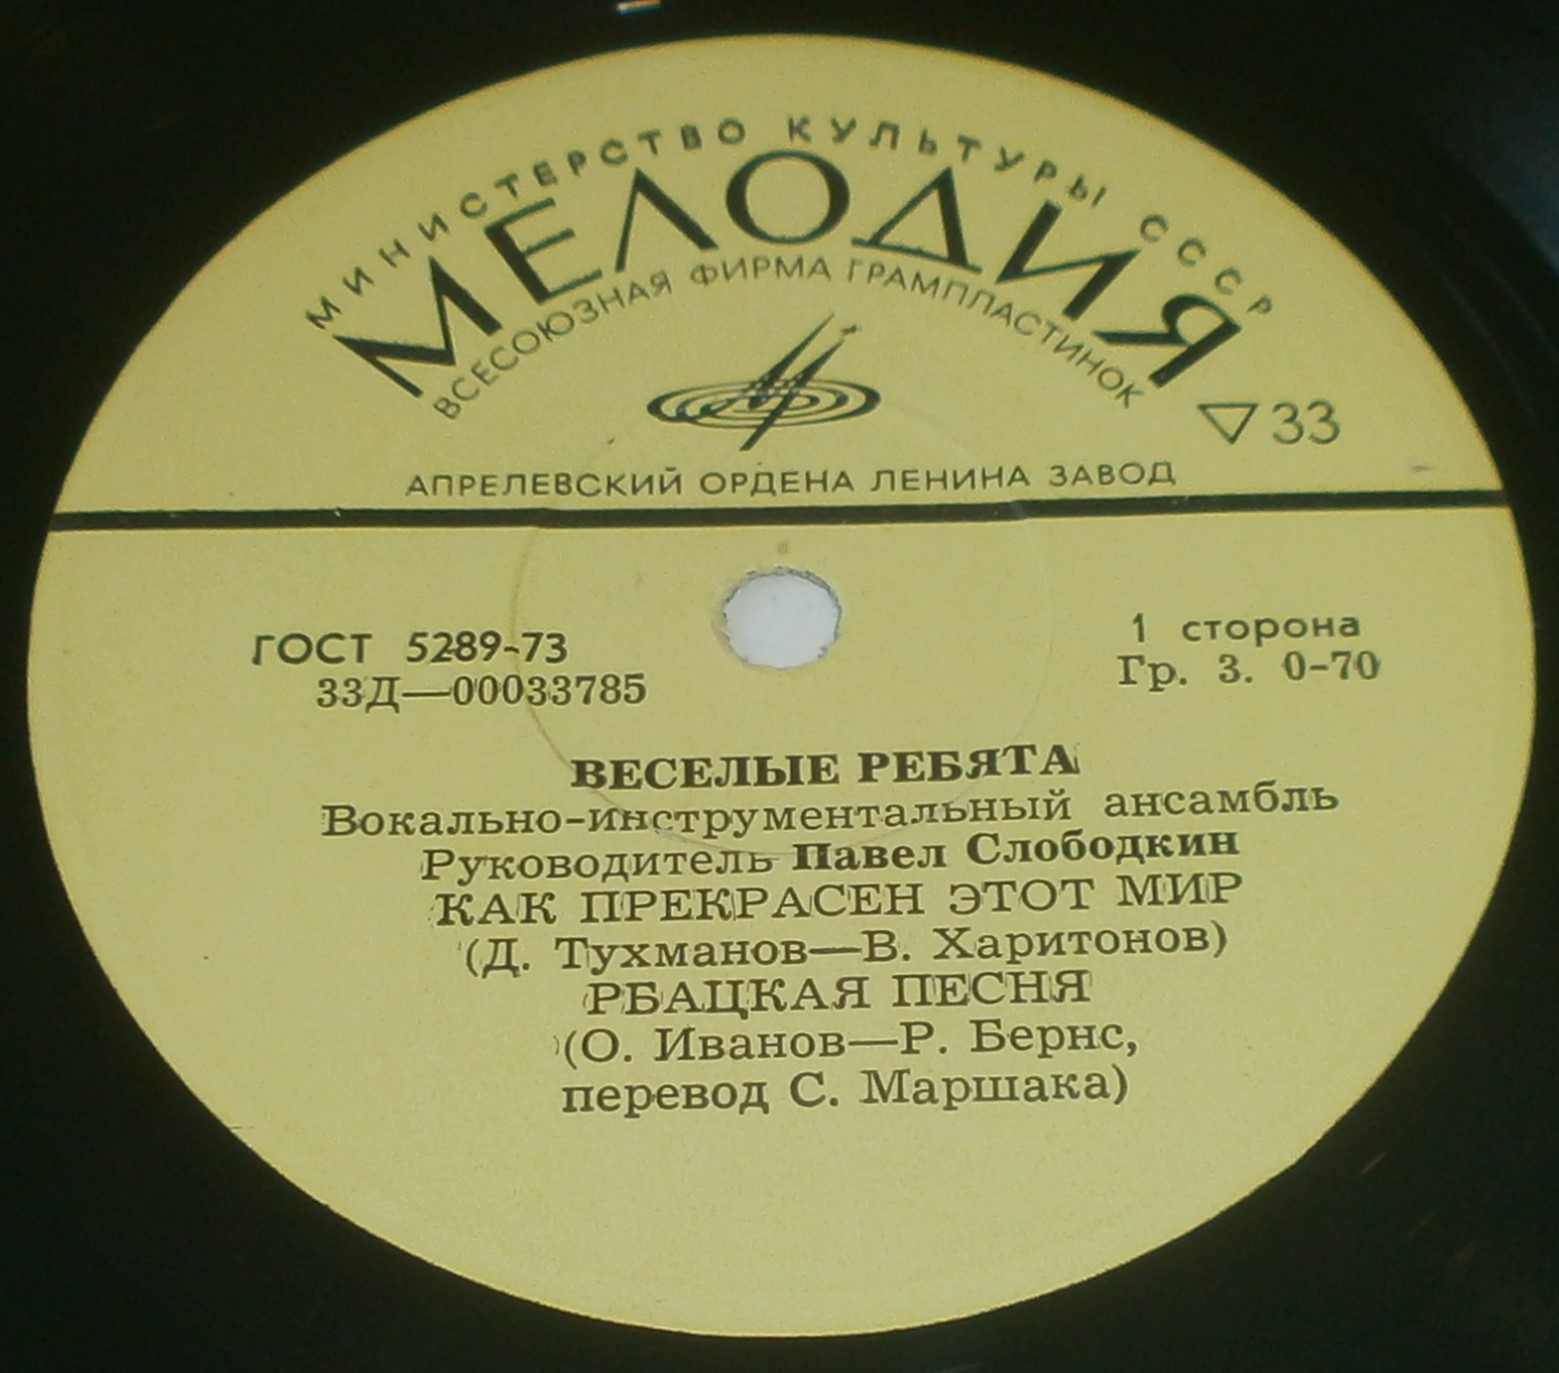 МИНИСТЕРСТВО КУЛЬТУРЫ СССР
МЕЛОДИЯ
ВСЕСОЮЗНАЯ ФИРМА ГРАМПЛАСТИНОК
33
АПРЕЛЕВСКИЙ ОРДЕНА ЛЕНИНА ЗАВОД
ГОСТ 5289-73
33Д—00033785
1 сторона
Гр. 3. 0-70
ВЕСЕЛЫЕ РЕБЯТА
Вокально-инструментальный ансамбль
Руководитель Павел Слободкин
КАК ПРЕКРАСЕН ЭТОТ МИР
(Д. Тухманов—В. Харитонов)
РБАЦКАЯ ПЕСНЯ
(О. Иванов—Р. Бернс,
перевод С. Маршака)